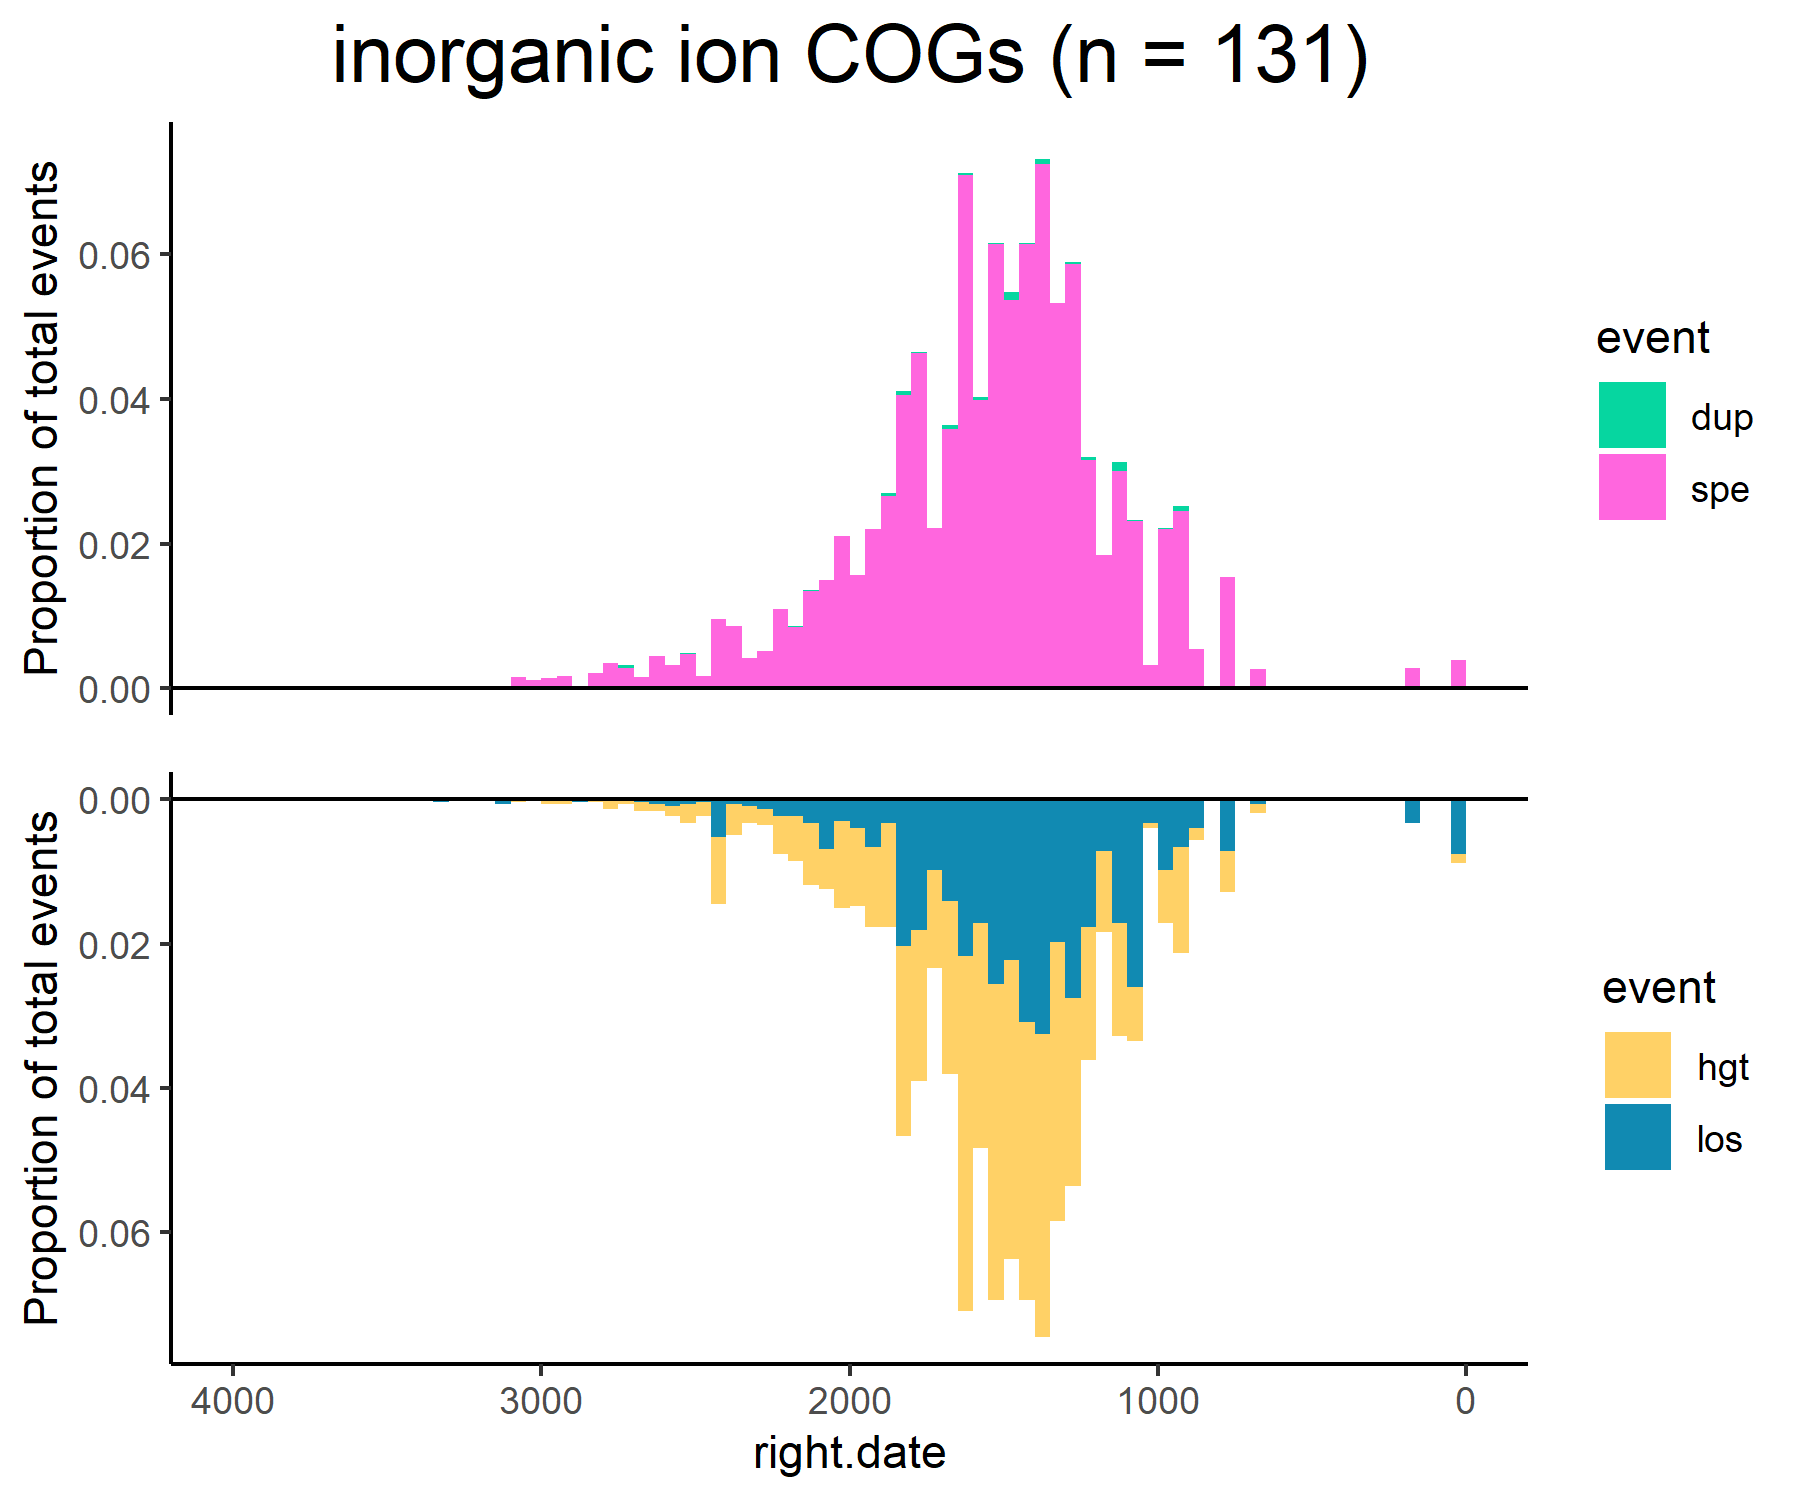 inorganic ion COGs (n = 131)
Proportion of total events
0.06
0.04
0.02
0.00
event
dup
spe
Proportion of total events
0.00
0.02
0.04
0.06
event
hgt
los
4000 3000 2000 1000 0
right.date